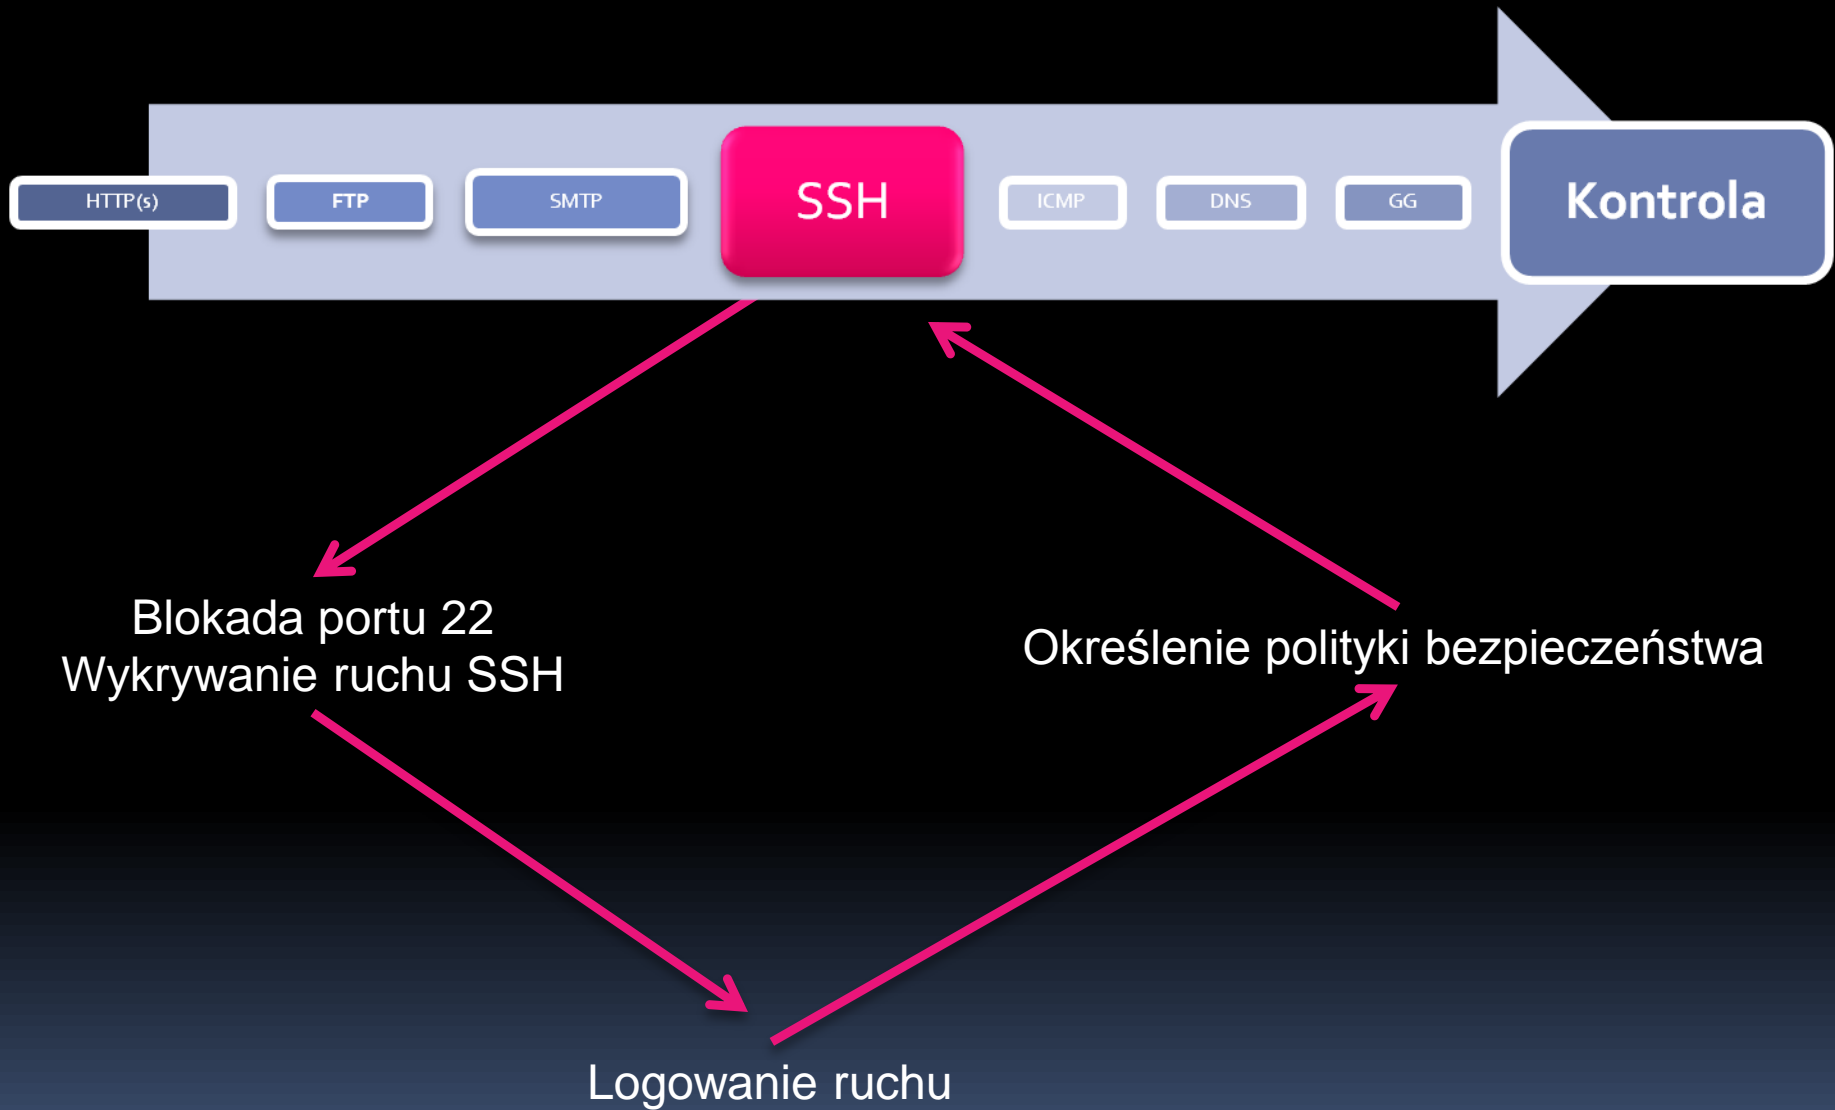 HTTP(s)
FTP
SMTP
SSH
ICMP
DNS
GG
Kontrola
Blokada portu 22
Wykrywanie ruchu SSH
Określenie polityki bezpieczeństwa
Logowanie ruchu